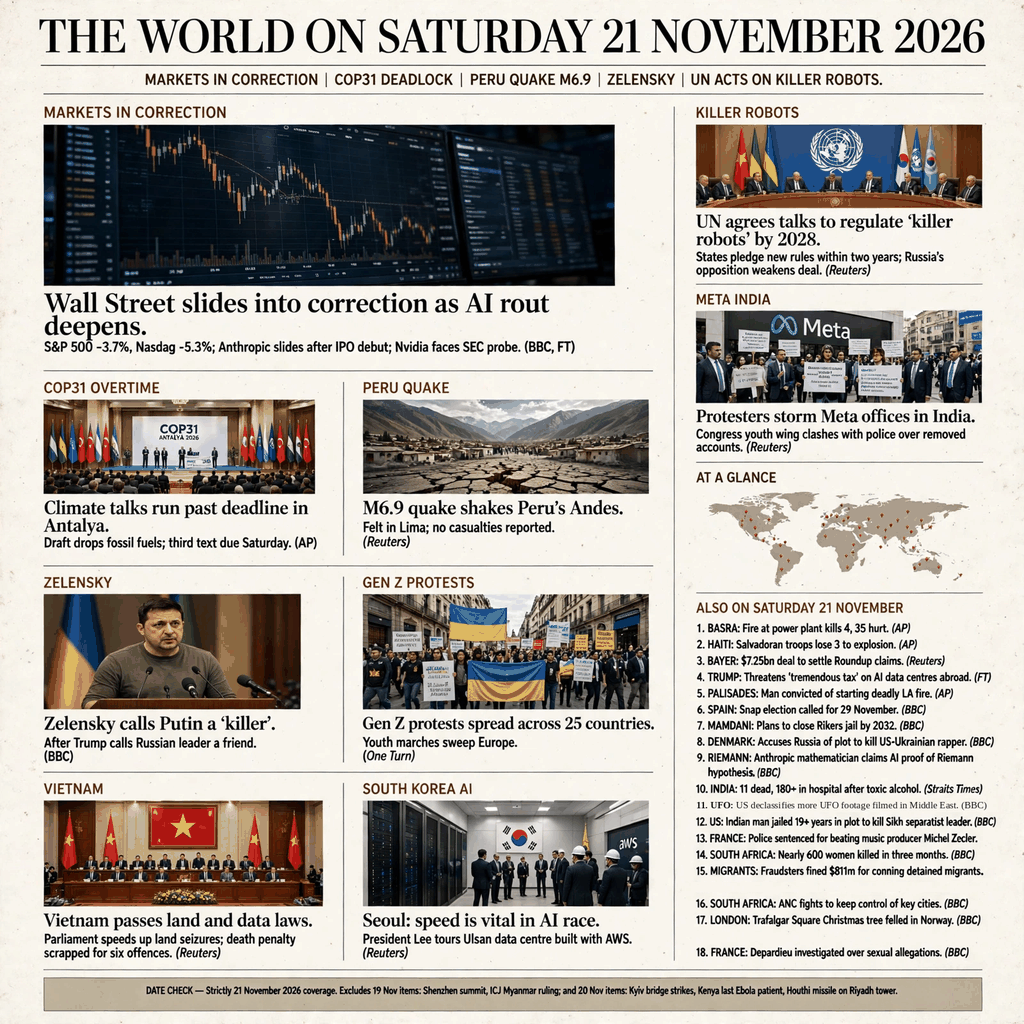 THE WORLD ON SATURDAY 21 NOVEMBER 2026
MARKETS IN CORRECTION | COP31 DEADLOCK | PERU QUAKE M6.9 | ZELENSKY | UN ACTS ON KILLER ROBOTS.
MARKETS IN CORRECTION
Wall Street slides into correction as AI rout
deepens.
S&P 500 -3.7%, Nasdaq -5.3%; Anthropic slides after IPO debut; Nvidia faces SEC probe. (BBC, FT)
COP31 OVERTIME
COP31
ANTALYA 2026
Climate talks run past deadline in
Antalya.
Draft drops fossil fuels; third text due Saturday. (AP)
PERU QUAKE
M6.9 quake shakes Peru's Andes.
Felt in Lima; no casualties reported.
(Reuters)
ZELENSKY
Zelensky calls Putin a 'killer'.
After Trump calls Russian leader a friend.
(BBC)
GEN Z PROTESTS
Gen Z protests spread across 25 countries.
Youth marches sweep Europe.
(One Turn)
VIETNAM
Vietnam passes land and data laws.
Parliament speeds up land seizures; death penalty
scrapped for six offences. (Reuters)
SOUTH KOREA AI
aws
Seoul: speed is vital in AI race.
President Lee tours Ulsan data centre built with AWS.
(Reuters)
KILLER ROBOTS
UN agrees talks to regulate 'killer
robots' by 2028.
States pledge new rules within two years; Russia's
opposition weakens deal. (Reuters)
META INDIA
Meta
Protesters storm Meta offices in India.
Congress youth wing clashes with police over removed
accounts. (Reuters)
AT A GLANCE
ALSO ON SATURDAY 21 NOVEMBER
1. BASRA: Fire at power plant kills 4, 35 hurt. (AP)
2. HAITI: Salvadoran troops lose 3 to explosion. (AP)
3. BAYER: $7.25bn deal to settle Roundup claims. (Reuters)
4. TRUMP: Threatens 'tremendous tax' on AI data centres abroad. (FT)
5. PALISADES: Man convicted of starting deadly LA fire. (AP)
6. SPAIN: Snap election called for 29 November. (BBC)
7. MAMDANI: Plans to close Rikers jail by 2032. (BBC)
8. DENMARK: Accuses Russia of plot to kill US-Ukrainian rapper. (BBC)
9. RIEMANN: Anthropic mathematician claims AI proof of Riemann
hypothesis. (BBC)
10. INDIA: 11 dead, 180+ in hospital after toxic alcohol. (Straits Times)
11. UFO: US declassifies more UFO footage filmed in Middle East. (BBC)
12. US: Indian man jailed 19+ years in plot to kill Sikh separatist leader. (BBC)
13. FRANCE: Police sentenced for beating music producer Michel Zecler.
14. SOUTH AFRICA: Nearly 600 women killed in three months. (BBC)
15. MIGRANTS: Fraudsters fined $811m for conning detained migrants.
16. SOUTH AFRICA: ANC fights to keep control of key cities. (BBC)
17. LONDON: Trafalgar Square Christmas tree felled in Norway. (BBC)
18. FRANCE: Depardieu investigated over sexual allegations. (BBC)
DATE CHECK — Strictly 21 November 2026 coverage. Excludes 19 Nov items: Shenzhen summit, ICJ Myanmar ruling; and 20 Nov items: Kyiv bridge strikes, Kenya last Ebola patient, Houthi missile on Riyadh tower.